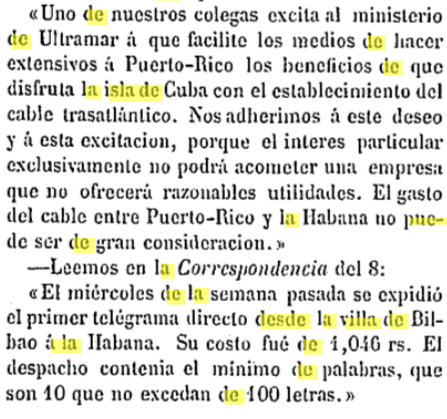 «Uno de nuestros colegas excita al ministerio
de Ultramar á que facilite los medios de hacer
extensivos á Puerto-Rico los beneficios de que
disfruta la isla de Cuba con el establecimiento del
cable trasatlántico. Nos adherimos á este deseo
y á esta excitacion, porque el interes particular
exclusivamente no podrá acometer una empresa
que no ofrecerá razonables utilidades. El gasto
del cable entre Puerto-Rico y la Habana no pue-
de ser de gran consideracion.»
—Leemos en la Correspondencia del 8:
«El miércoles de la semana pasada se expidió
el primer telégrama directo desde la villa de Bil-
bao á la Habana. Su costo fué de 1,046 rs. El
despacho contenia el mínimo de palabras, que
son 10 que no excedan de 100 letras.»